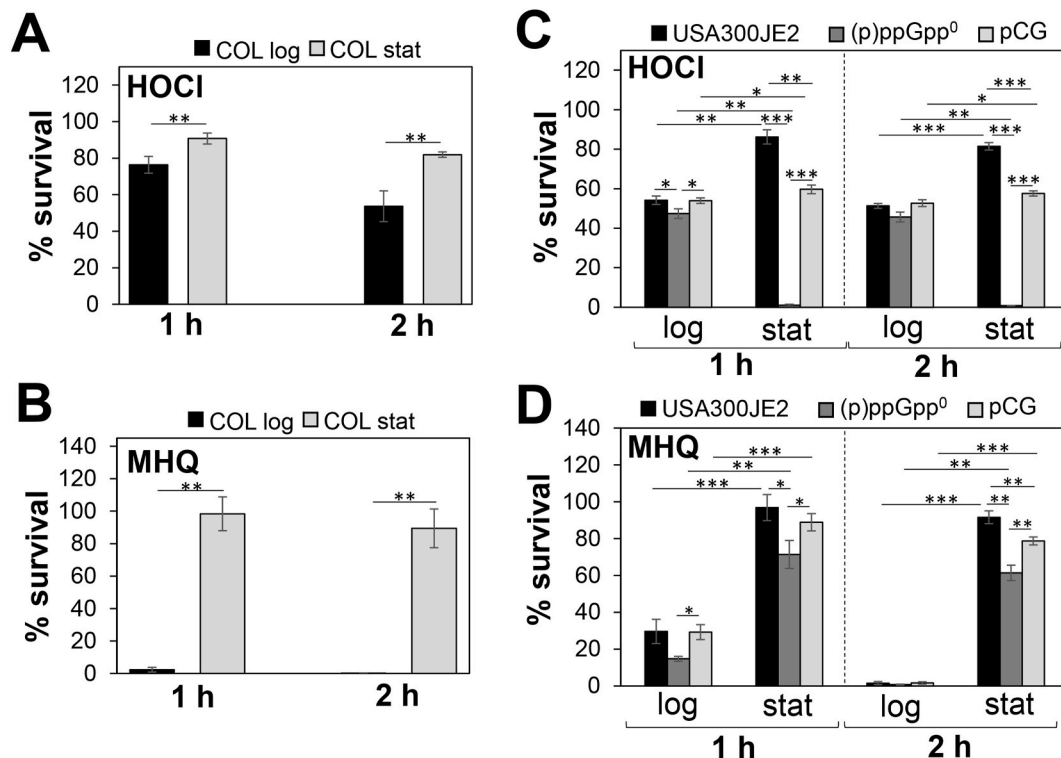 A
COL log COL stat
HOCl
120
100
80
60
40
20
0
% survival
**
**
1 h
2 h
B
COL log COL stat
MHQ
140
120
100
80
60
40
20
0
% survival
**
**
1 h
2 h
C
USA300JE2 (p)ppGpp⁰ pCG
HOCl
120
100
80
60
40
20
0
% survival
** ***
* *
** **
** *** *** ***
*** ***
* *
log stat log stat
1 h 2 h
D
USA300JE2 (p)ppGpp⁰ pCG
MHQ
140
120
100
80
60
40
20
0
% survival
*** ***
** **
**
*** * *** **
* **
*
log stat log stat
1 h 2 h